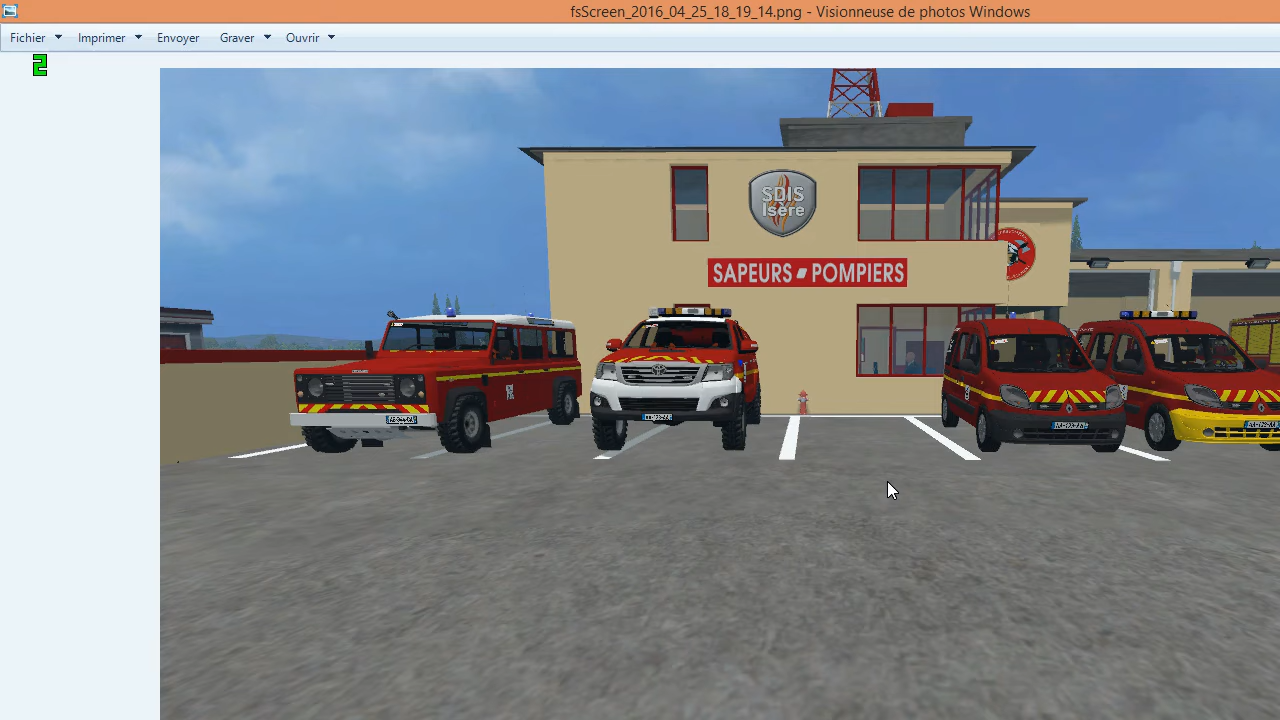 fsScreen_2016_04_25_18_19_14.png - Visionneuse de photos Windows
Fichier Imprimer Envoyer Graver Ouvrir
2
SDIS
Isère
SAPEURS POMPIERS